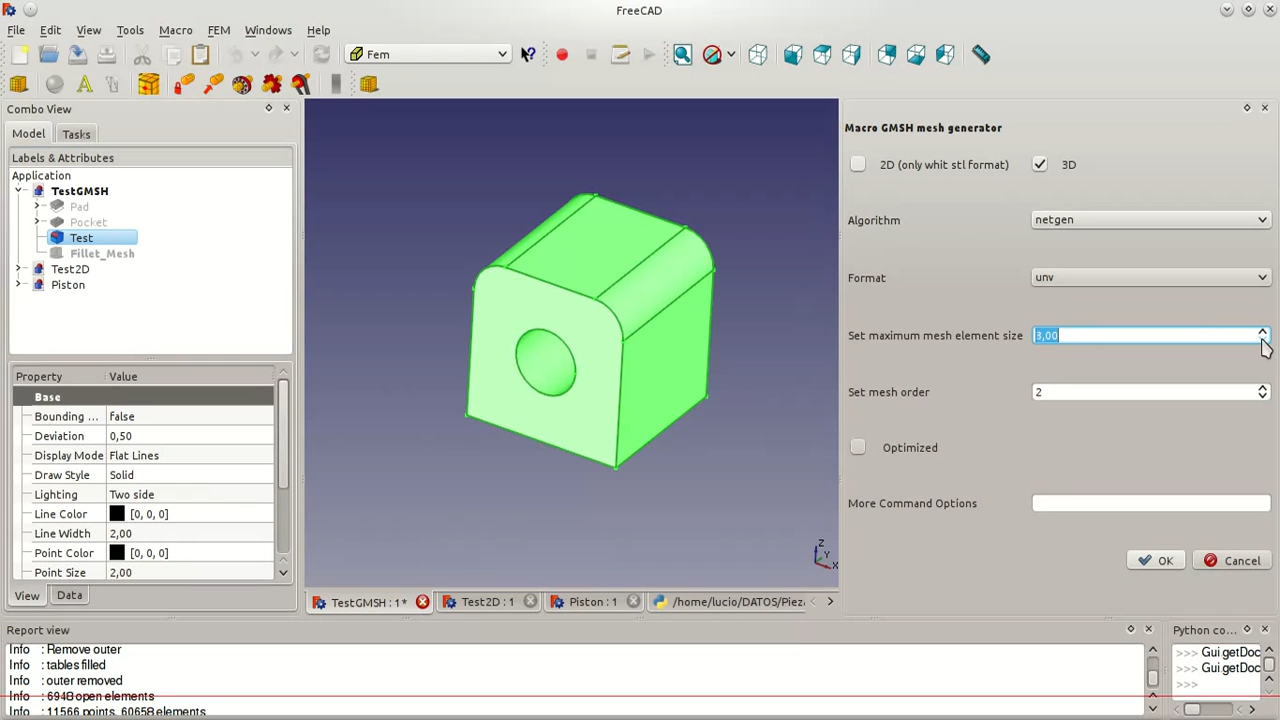 FreeCAD
File Edit View Tools Macro FEM Windows Help
Fem
Combo View
Model Tasks
Labels & Attributes
Application
TestGMSH
Pad
Pocket
Test
Fillet_Mesh
Test2D
Piston
Property Value
Base
Bounding ... false
Deviation 0,50
Display Mode Flat Lines
Draw Style Solid
Lighting Two side
Line Color [0, 0, 0]
Line Width 2,00
Point Color [0, 0, 0]
Point Size 2,00
View Data
Z
Y
X
TestGMSH : 1* Test2D : 1 Piston : 1 /home/lucio/DATOS/Piez
Macro GMSH mesh generator
2D (only whit stl format) 3D
Algorithm netgen
Format unv
Set maximum mesh element size 3,00
Set mesh order 2
Optimized
More Command Options
OK Cancel
Report view
Info : Remove outer
Info : tables filled
Info : outer removed
Info : 6948 open elements
Info : 11566 points, 60658 elements
Python co...
>>> Gui getDoc
>>> Gui getDoc
>>>